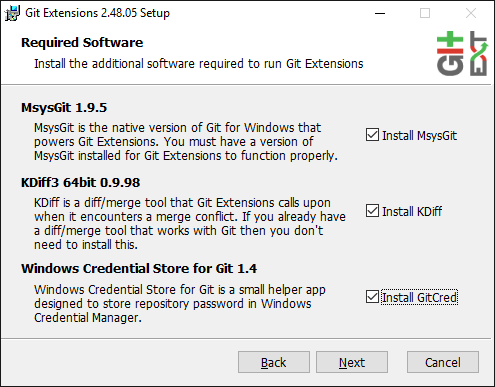 Git Extensions 2.48.05 Setup
Required Software
Install the additional software required to run Git Extensions
Git
EXT
MsysGit 1.9.5
MsysGit is the native version of Git for Windows that
powers Git Extensions. You must have a version of
MsysGit installed for Git Extensions to function properly.
Install MsysGit
KDiff3 64bit 0.9.98
KDiff is a diff/merge tool that Git Extensions calls upon
when it encounters a merge conflict. If you already have
a diff/merge tool that works with Git then you don't
need to install this.
Install KDiff
Windows Credential Store for Git 1.4
Windows Credential Store for Git is a small helper app
designed to store repository password in Windows
Credential Manager.
Install GitCred
Back Next Cancel